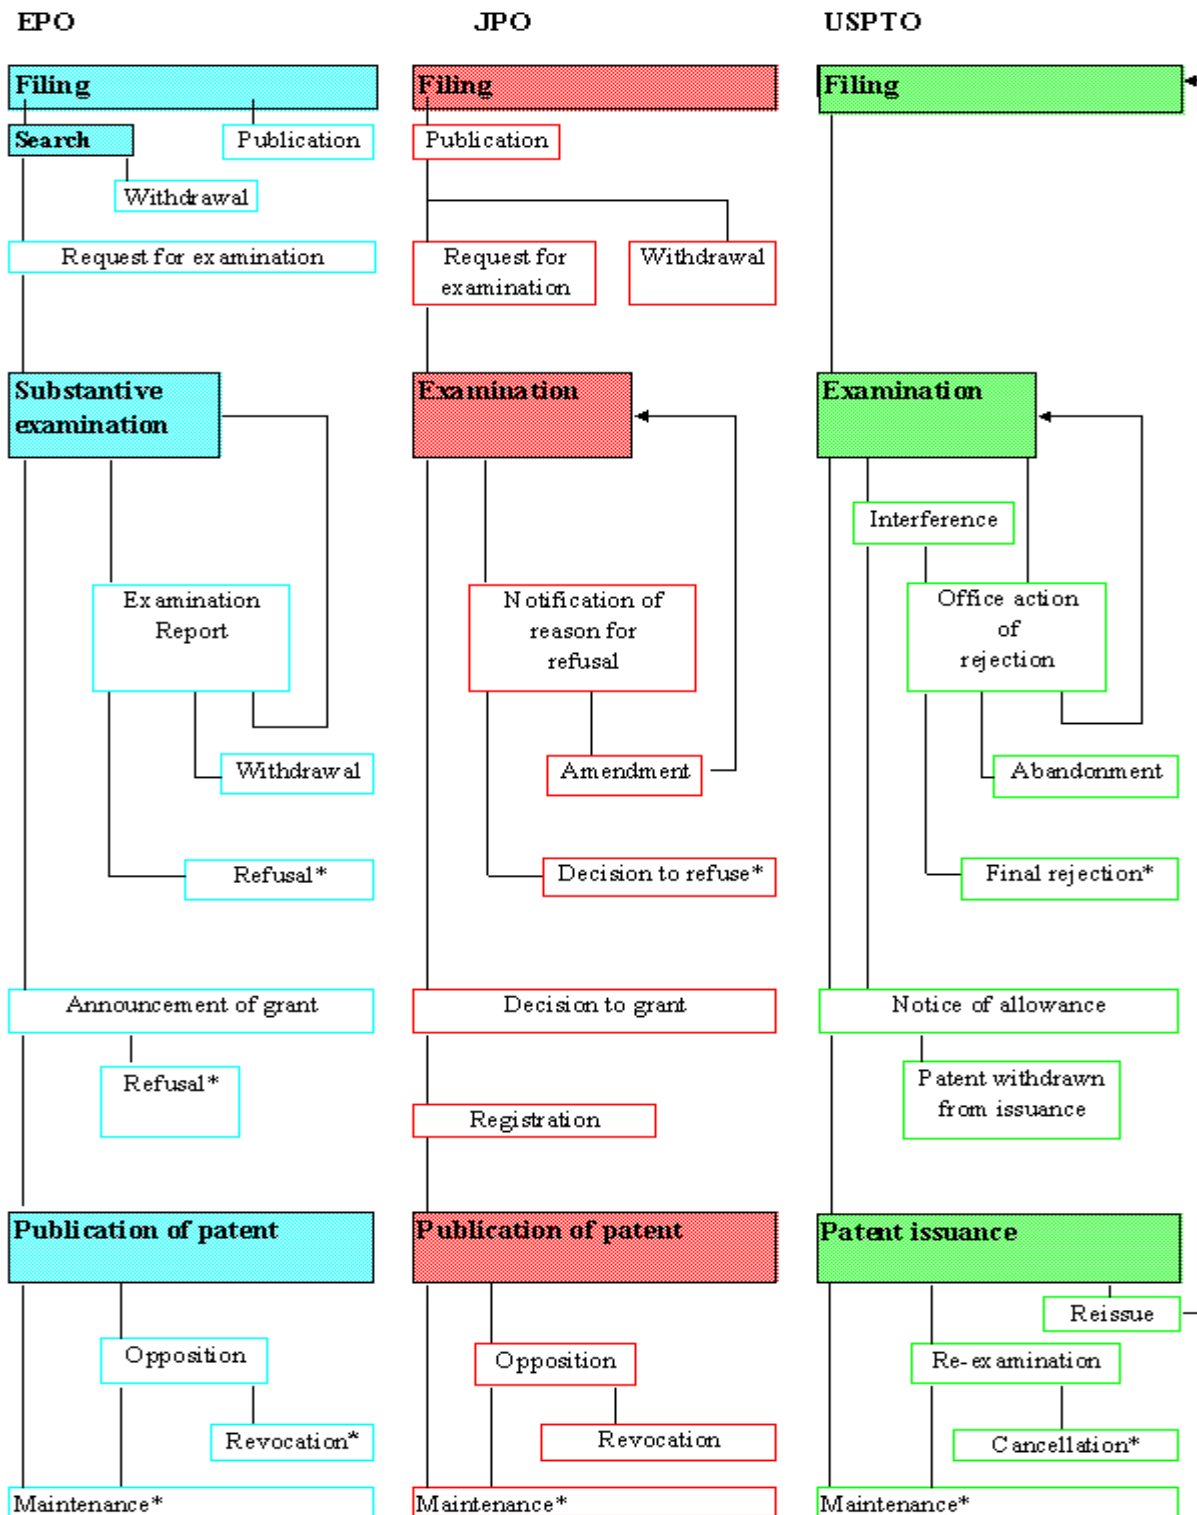 EPO
Filing
Search
Publication
Withdrawal
Request for examination
Substantive
examination
Examination
Report
Withdrawal
Refusal*
Announcement of grant
Refusal*
Publication of patent
Opposition
Revocation*
Maintenance*
JPO
Filing
Publication
Request for
examination
Withdrawal
Examination
Notification of
reason for
refusal
Amendment
Decision to refuse*
Decision to grant
Registration
Publication of patent
Opposition
Revocation
Maintenance*
USPTO
Filing
Examination
Interference
Office action
of
rejection
Abandonment
Final rejection*
Notice of allowance
Patent withdrawn
from issuance
Patent issuance
Reissue
Re-examination
Cancellation*
Maintenance*